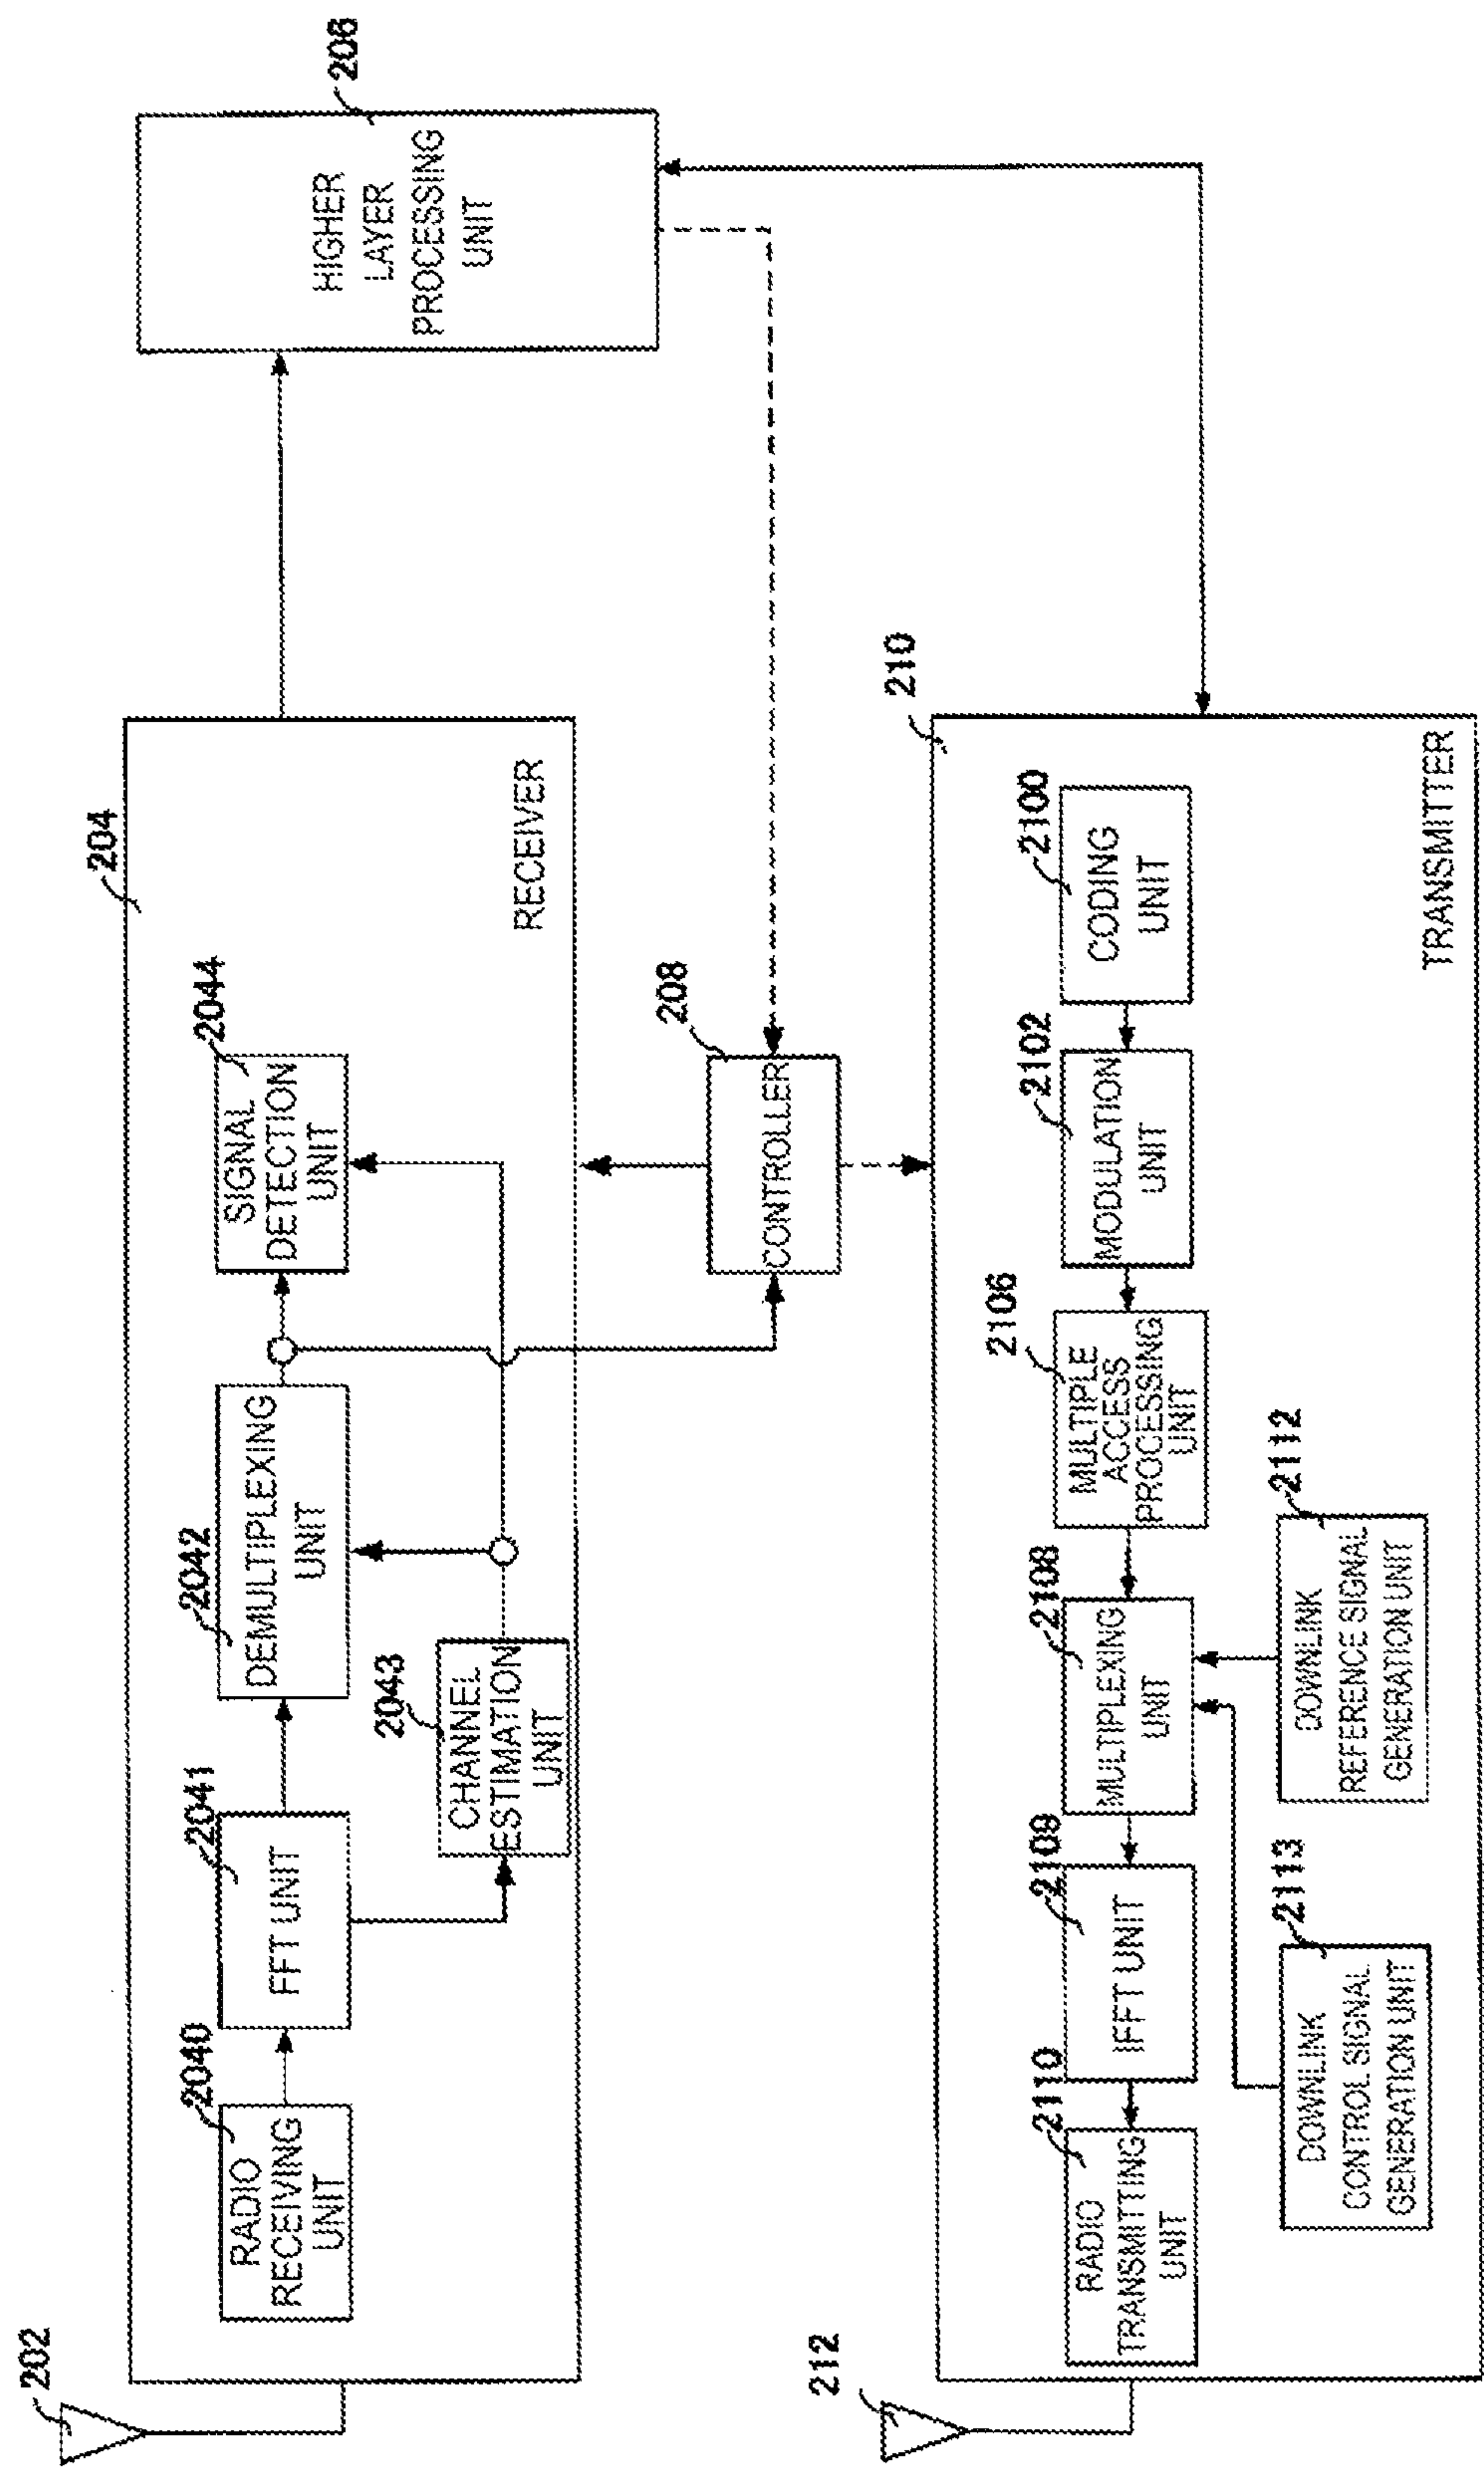 202
204
2040
RADIO
RECEIVING
UNIT
2041
FFT UNIT
2042
DEMULTIPLEXING
UNIT
2043
CHANNEL
ESTIMATION
UNIT
2044
SIGNAL
DETECTION
UNIT
RECEIVER
206
HIGHER
LAYER
PROCESSING
UNIT
208
CONTROLLER
210
212
2110
RADIO
TRANSMITTING
UNIT
2109
IFFT UNIT
2108
MULTIPLEXING
UNIT
2106
MULTIPLE
ACCESS
PROCESSING
UNIT
2102
MODULATION
UNIT
2100
CODING
UNIT
2113
DOWNLINK
CONTROL SIGNAL
GENERATION UNIT
2112
DOWNLINK
REFERENCE SIGNAL
GENERATION UNIT
TRANSMITTER